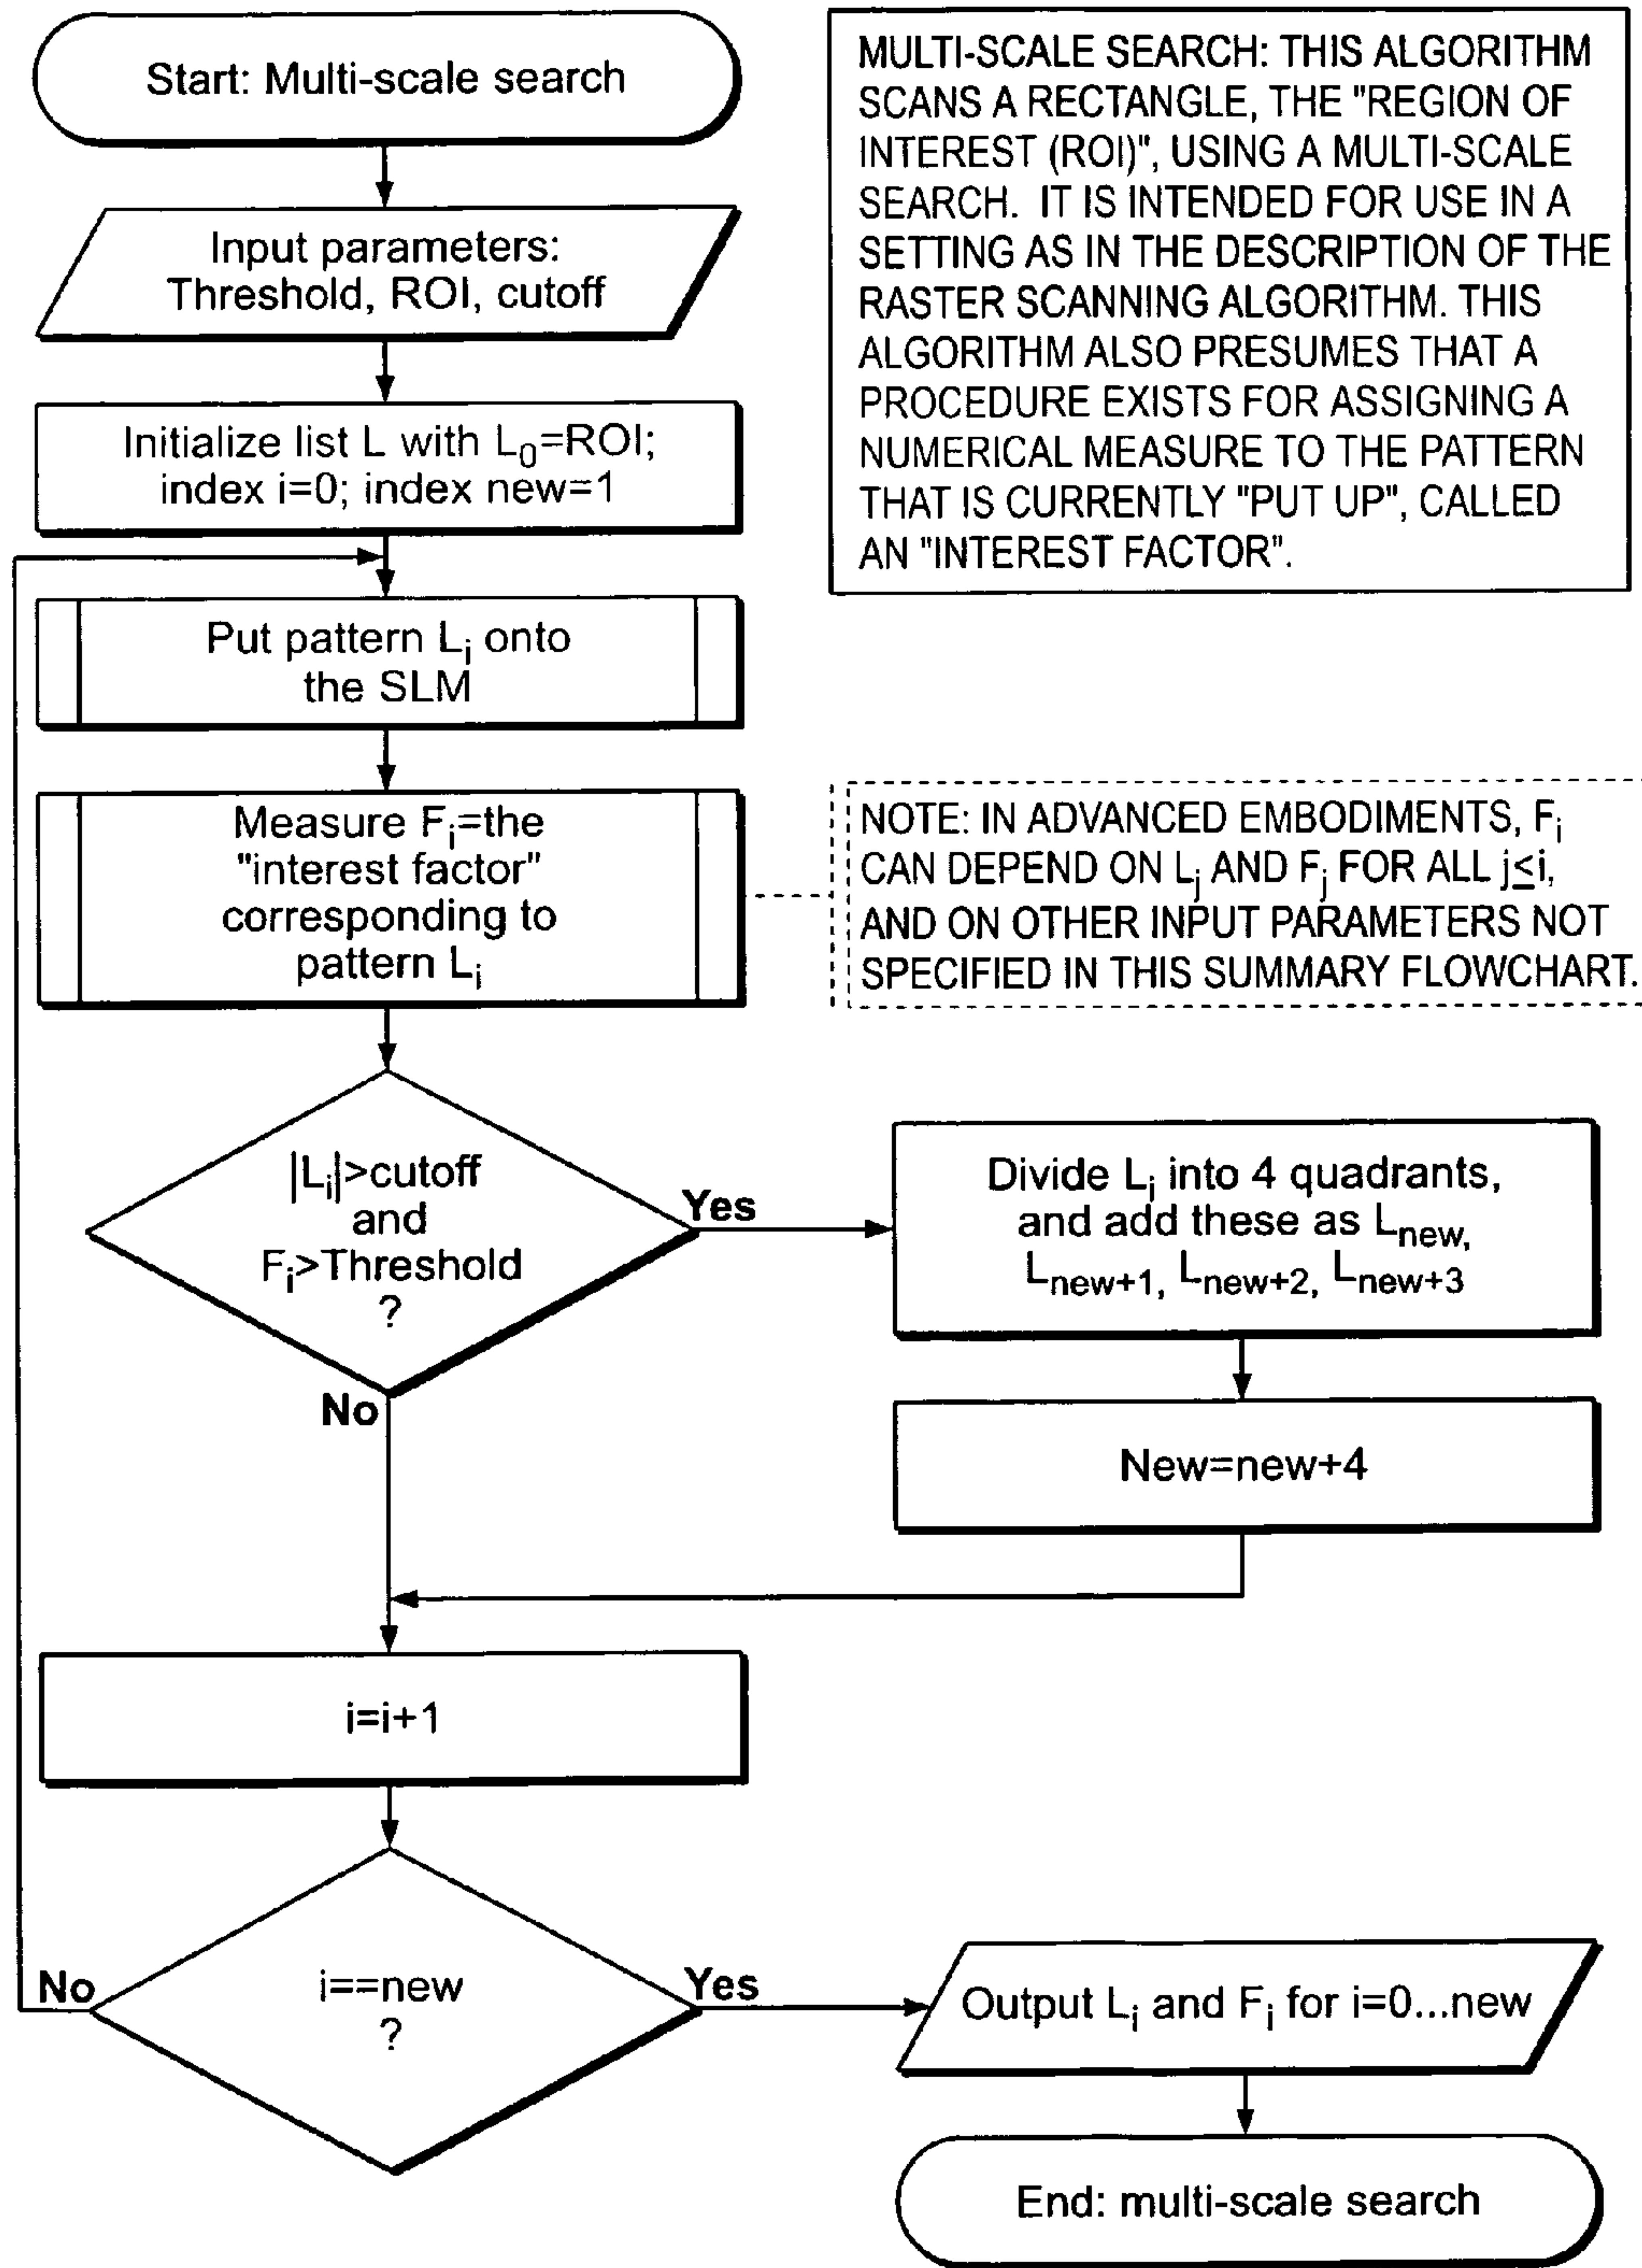 Start: Multi-scale search
MULTI-SCALE SEARCH: THIS ALGORITHM
SCANS A RECTANGLE, THE "REGION OF
INTEREST (ROI)", USING A MULTI-SCALE
SEARCH. IT IS INTENDED FOR USE IN A
SETTING AS IN THE DESCRIPTION OF THE
RASTER SCANNING ALGORITHM. THIS
ALGORITHM ALSO PRESUMES THAT A
PROCEDURE EXISTS FOR ASSIGNING A
NUMERICAL MEASURE TO THE PATTERN
THAT IS CURRENTLY "PUT UP", CALLED
AN "INTEREST FACTOR".
Input parameters:
Threshold, ROI, cutoff
Initialize list L with L₀=ROI;
index i=0; index new=1
Put pattern Lᵢ onto
the SLM
Measure Fᵢ=the
"interest factor"
corresponding to
pattern Lᵢ
NOTE: IN ADVANCED EMBODIMENTS, Fᵢ
CAN DEPEND ON Lⱼ AND Fⱼ FOR ALL j≤i,
AND ON OTHER INPUT PARAMETERS NOT
SPECIFIED IN THIS SUMMARY FLOWCHART.
|Lᵢ|>cutoff
and
Fᵢ>Threshold
?
Yes
No
Divide Lᵢ into 4 quadrants,
and add these as L_new,
L_new+1, L_new+2, L_new+3
New=new+4
i=i+1
i==new
?
No
Yes
Output Lᵢ and Fᵢ for i=0...new
End: multi-scale search